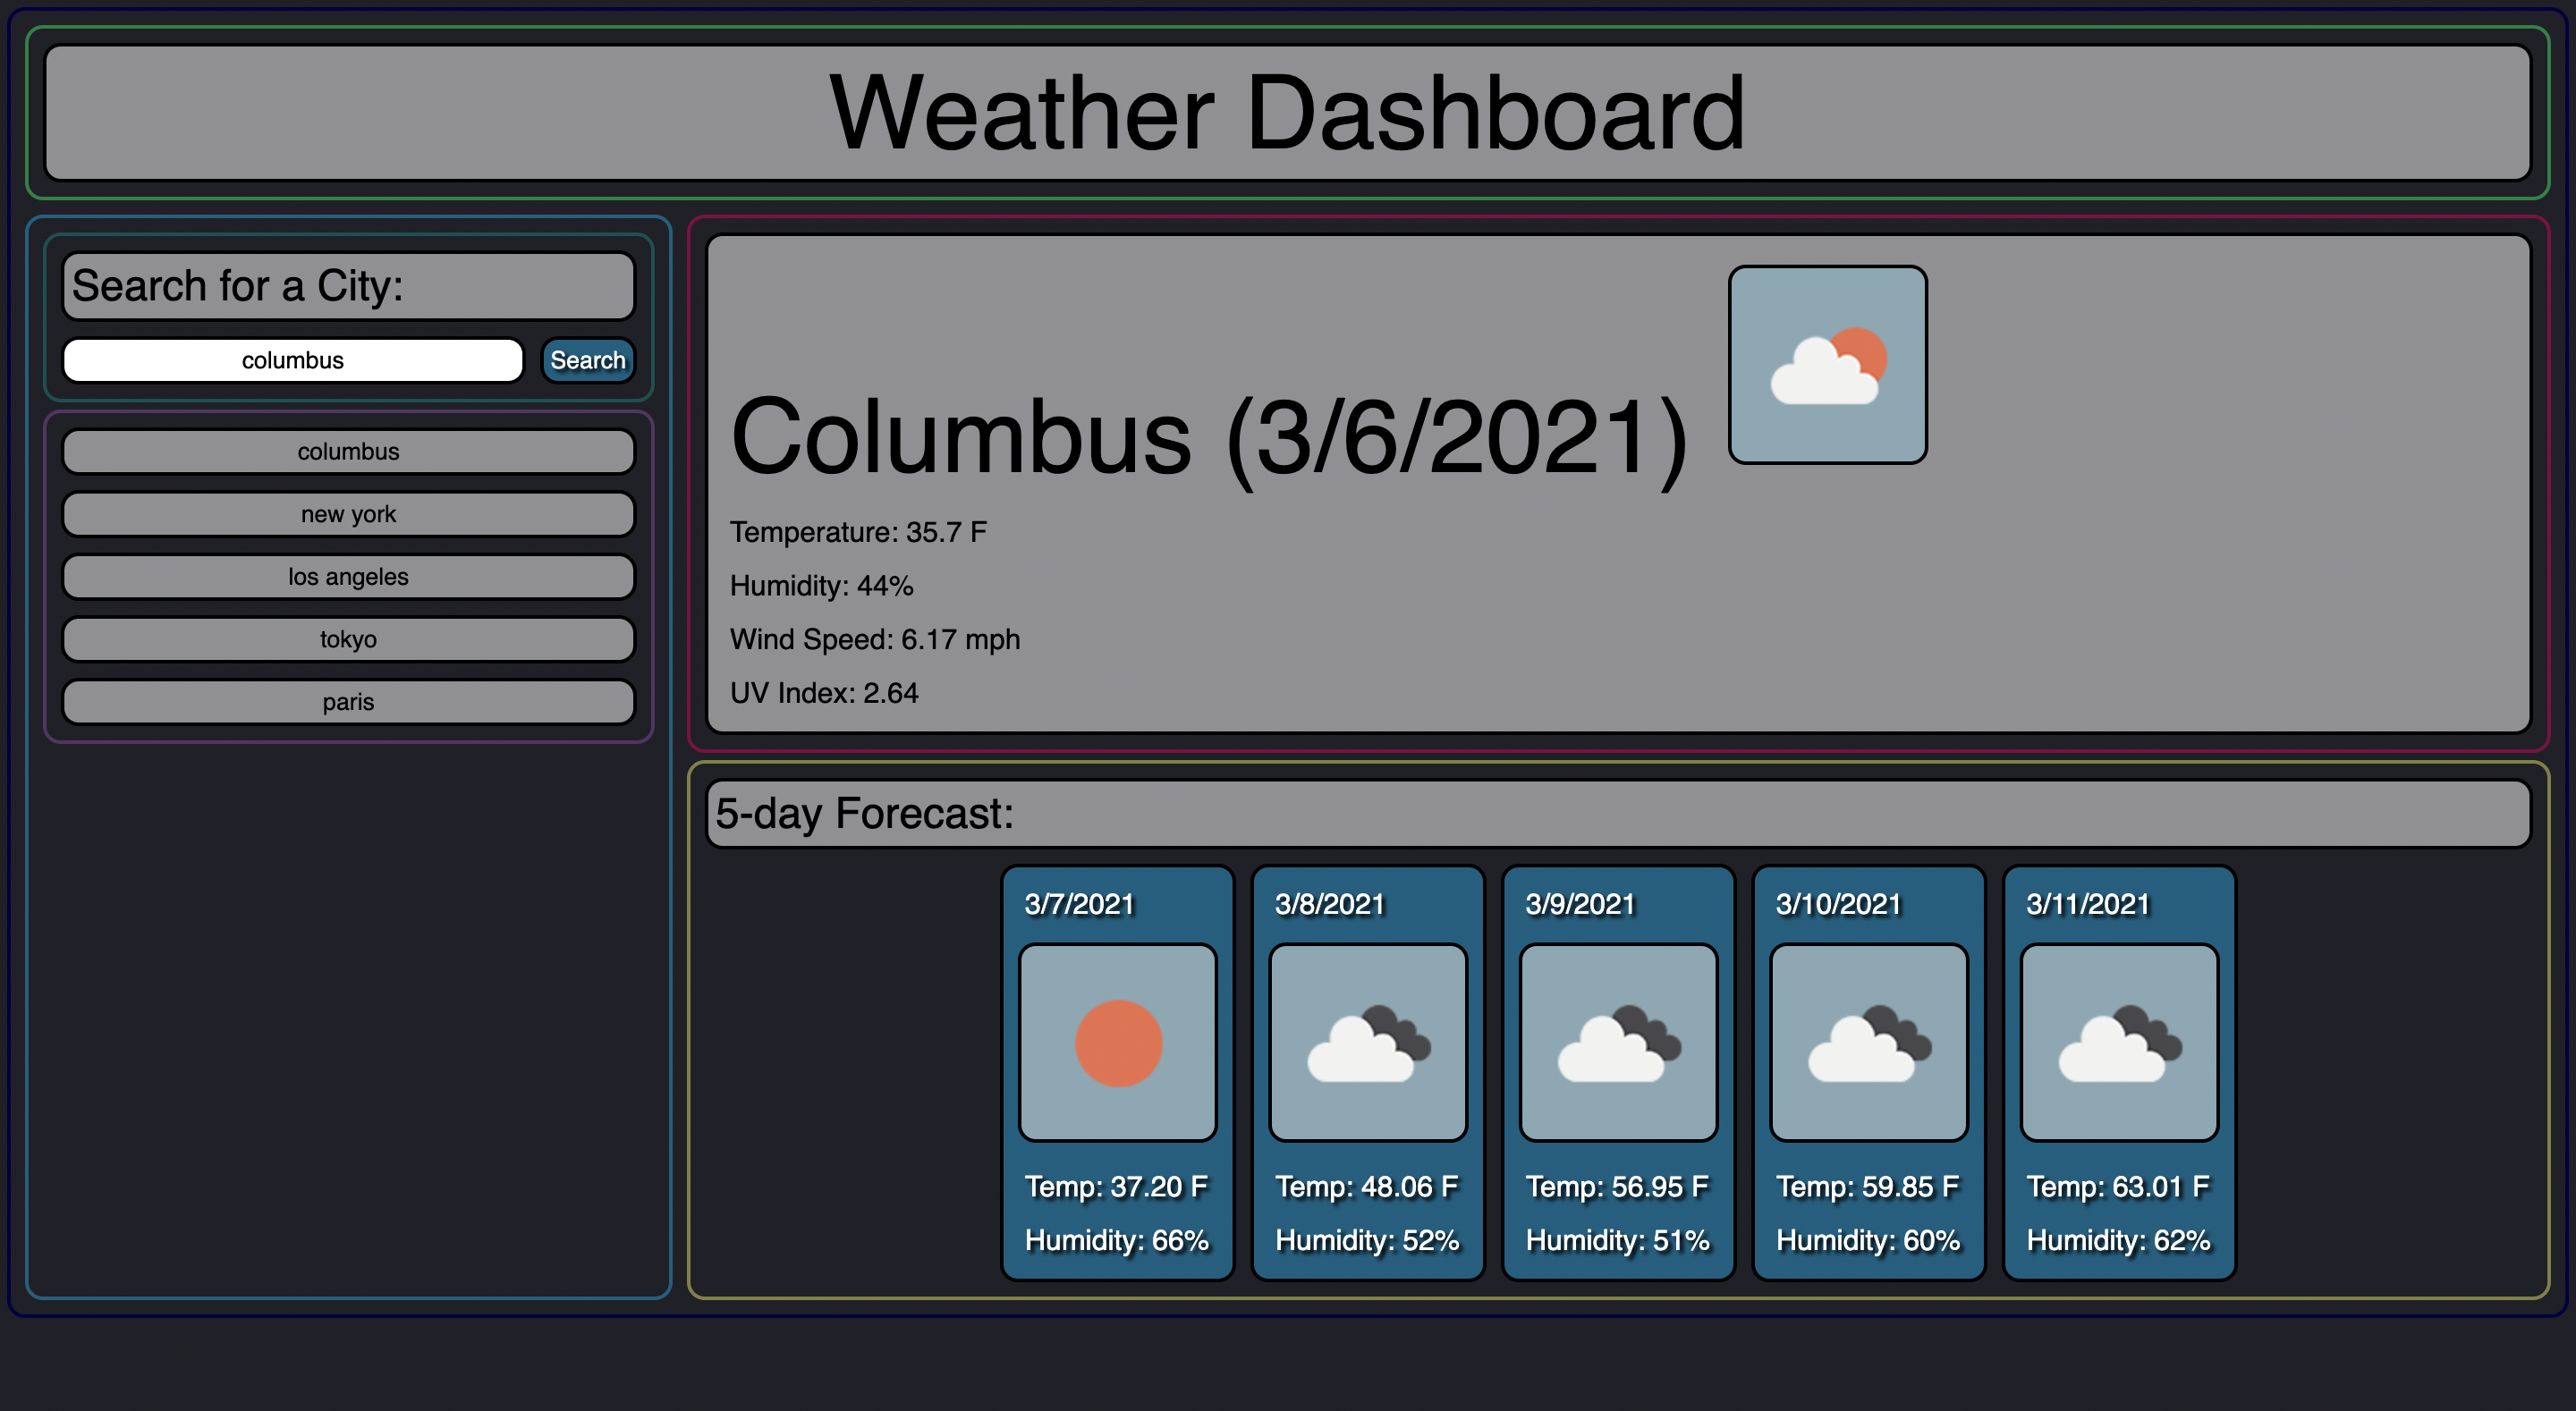 Weather Dashboard
Search for a City:
columbus
Search
columbus
new york
los angeles
tokyo
paris
Columbus (3/6/2021)
Temperature: 35.7 F
Humidity: 44%
Wind Speed: 6.17 mph
UV Index: 2.64
5-day Forecast:
3/7/2021
Temp: 37.20 F
Humidity: 66%
3/8/2021
Temp: 48.06 F
Humidity: 52%
3/9/2021
Temp: 56.95 F
Humidity: 51%
3/10/2021
Temp: 59.85 F
Humidity: 60%
3/11/2021
Temp: 63.01 F
Humidity: 62%